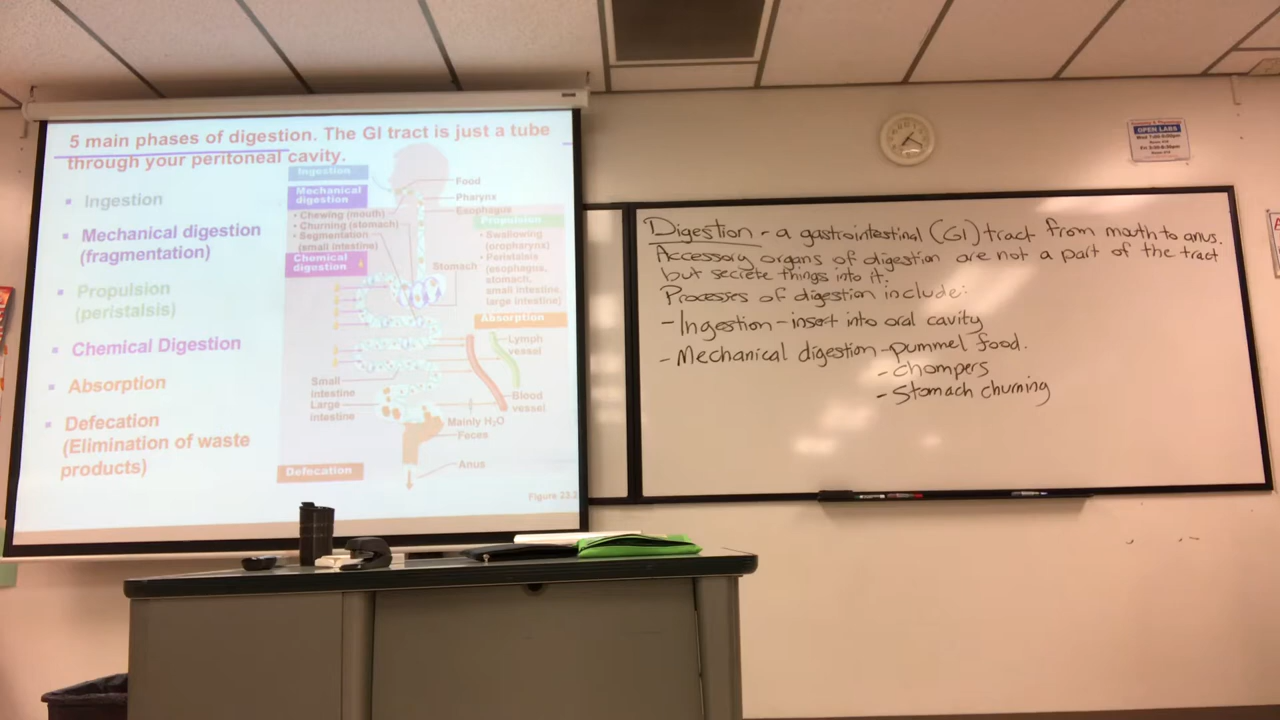 5 main phases of digestion. The GI tract is just a tube
through your peritoneal cavity.
▪ Ingestion
▪ Mechanical digestion
(fragmentation)
▪ Propulsion
(peristalsis)
▪ Chemical Digestion
▪ Absorption
▪ Defecation
(Elimination of waste
products)
Ingestion
Mechanical
digestion
• Chewing (mouth)
• Churning (stomach)
• Segmentation
(small intestine)
Chemical
digestion
Food
Pharynx
Esophagus
Propulsion
• Swallowing
(oropharynx)
• Peristalsis
(esophagus,
stomach,
small intestine,
large intestine)
Stomach
Absorption
Lymph
vessel
Small
intestine
Large
intestine
Blood
vessel
Mainly H₂O
Feces
Anus
Defecation
Figure 23.2
Digestion - a gastrointestinal (GI) tract from mouth to anus.
Accessory organs of digestion are not a part of the tract
but secrete things into it.
Processes of digestion include:
- Ingestion - insert into oral cavity
- Mechanical digestion - pummel food.
- chompers
- stomach churning
OPEN LABS